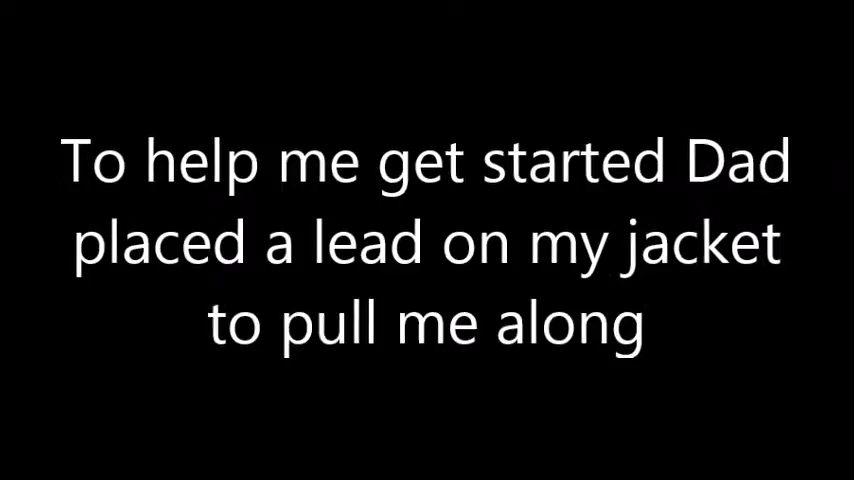 To help me get started Dad
placed a lead on my jacket
to pull me along